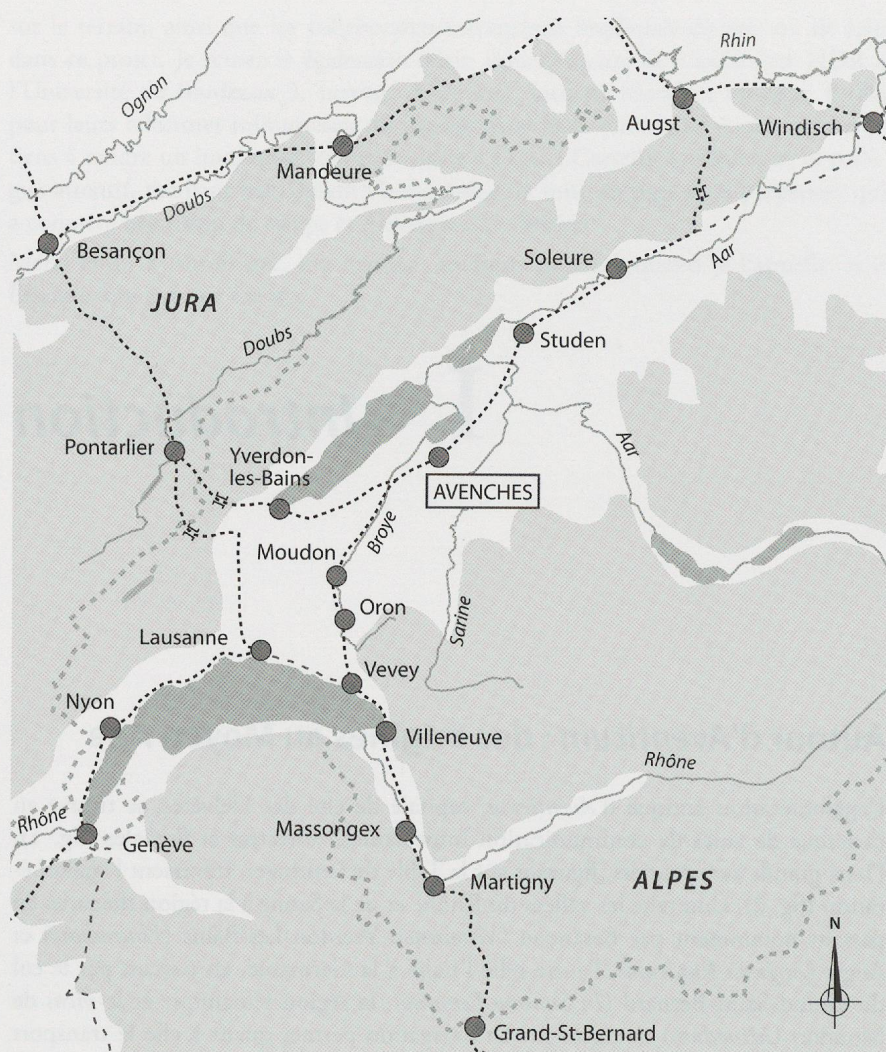 Rhin
Ognon
Augst
Windisch
Mandeure
Doubs
Besançon
Soleure
Aar
JURA
Doubs
Studen
Pontarlier
Yverdon-
les-Bains
Aar
AVENCHES
Broye
Moudon
Oron
Sarine
Lausanne
Vevey
Nyon
Villeneuve
Rhône
Rhône
Massongex
Genève
Martigny
ALPES
N
Grand-St-Bernard